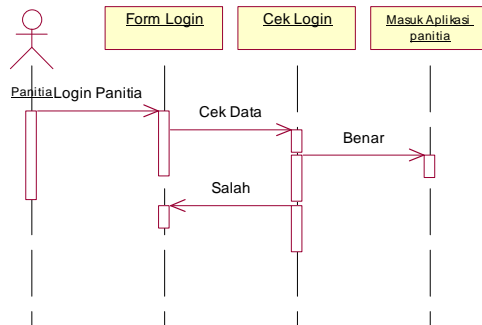 Form Login
Cek Login
Masuk Aplikasi
panitia
Panitia
Login Panitia
Cek Data
Benar
Salah